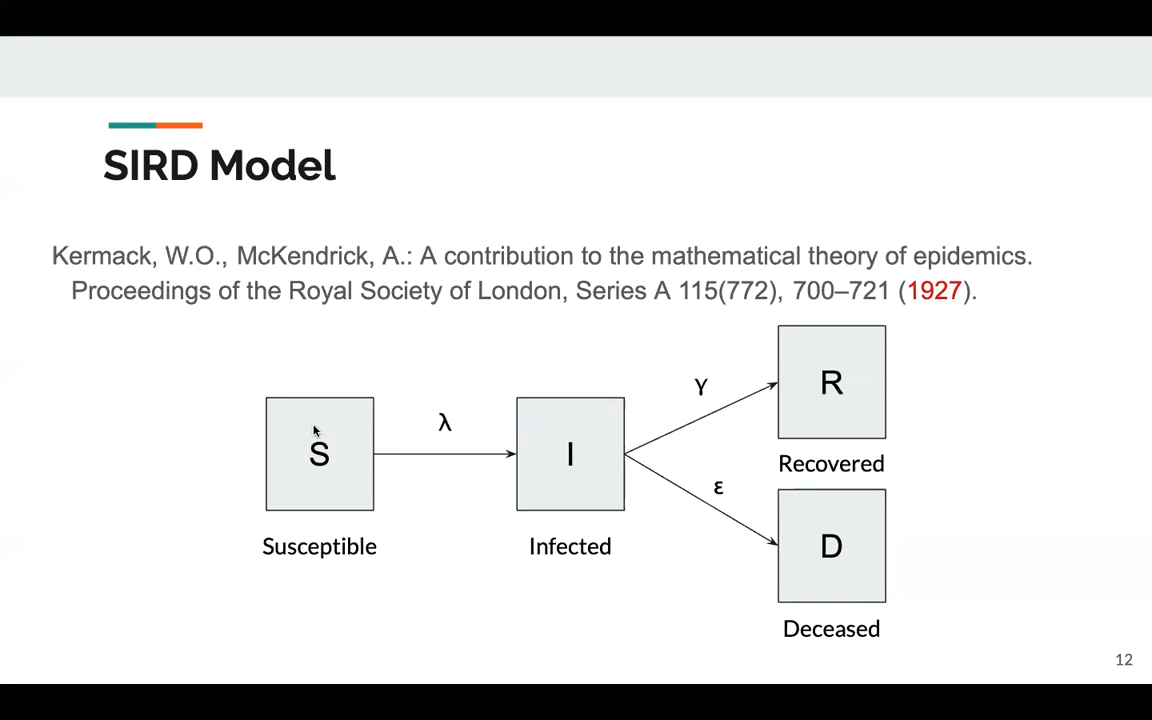 SIRD Model
Kermack, W.O., McKendrick, A.: A contribution to the mathematical theory of epidemics.
Proceedings of the Royal Society of London, Series A 115(772), 700–721 (1927).
S
Susceptible
λ
I
Infected
γ
R
Recovered
ε
D
Deceased
12